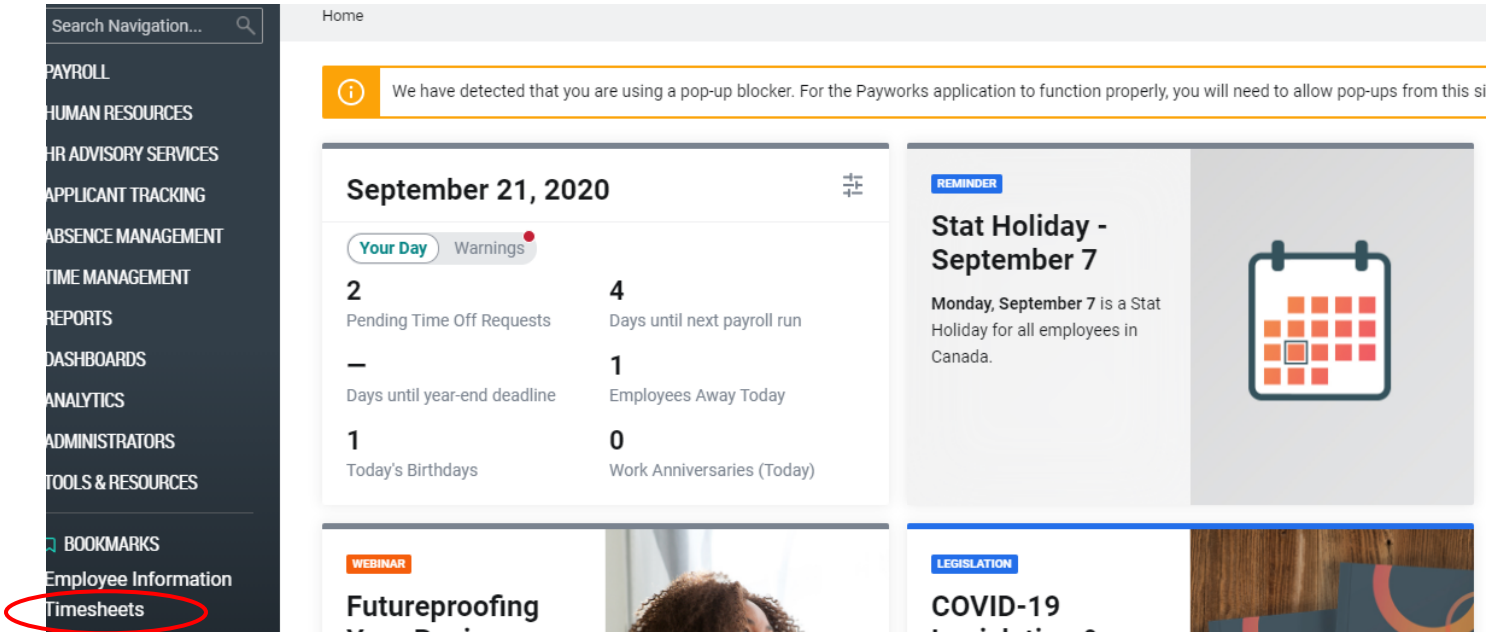 Search Navigation...
PAYROLL
HUMAN RESOURCES
HR ADVISORY SERVICES
APPLICANT TRACKING
ABSENCE MANAGEMENT
TIME MANAGEMENT
REPORTS
DASHBOARDS
ANALYTICS
ADMINISTRATORS
TOOLS & RESOURCES
BOOKMARKS
Employee Information
Timesheets
Home
We have detected that you are using a pop-up blocker. For the Payworks application to function properly, you will need to allow pop-ups from this si
September 21, 2020
Your Day Warnings
2
Pending Time Off Requests
4
Days until next payroll run
—
Days until year-end deadline
1
Employees Away Today
1
Today's Birthdays
0
Work Anniversaries (Today)
REMINDER
Stat Holiday -
September 7
Monday, September 7 is a Stat
Holiday for all employees in
Canada.
WEBINAR
Futureproofing
LEGISLATION
COVID-19